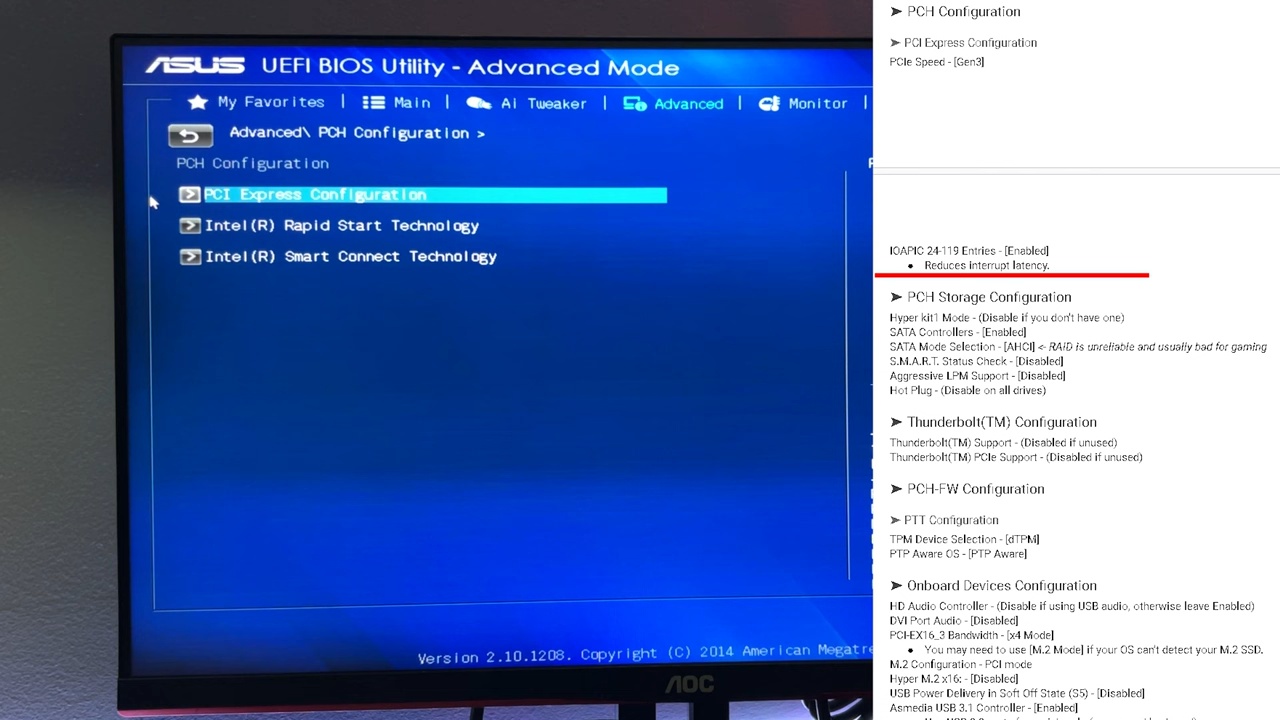 ASUS UEFI BIOS Utility - Advanced Mode
My Favorites | Main | Ai Tweaker | Advanced | Monitor |
Advanced\ PCH Configuration >
PCH Configuration
PCI Express Configuration
Intel(R) Rapid Start Technology
Intel(R) Smart Connect Technology
Version 2.10.1208. Copyright (C) 2014 American Megatre
AOC
➤ PCH Configuration
➤ PCI Express Configuration
PCIe Speed - [Gen3]
IOAPIC 24-119 Entries - [Enabled]
● Reduces interrupt latency.
➤ PCH Storage Configuration
Hyper kit1 Mode - (Disable if you don't have one)
SATA Controllers - [Enabled]
SATA Mode Selection - [AHCI] <- RAID is unreliable and usually bad for gaming
S.M.A.R.T. Status Check - [Disabled]
Aggressive LPM Support - [Disabled]
Hot Plug - (Disable on all drives)
➤ Thunderbolt(TM) Configuration
Thunderbolt(TM) Support - (Disabled if unused)
Thunderbolt(TM) PCIe Support - (Disabled if unused)
➤ PCH-FW Configuration
➤ PTT Configuration
TPM Device Selection - [dTPM]
PTP Aware OS - [PTP Aware]
➤ Onboard Devices Configuration
HD Audio Controller - (Disable if using USB audio, otherwise leave Enabled)
DVI Port Audio - [Disabled]
PCI-EX16_3 Bandwidth - [x4 Mode]
● You may need to use [M.2 Mode] if your OS can't detect your M.2 SSD.
M.2 Configuration - PCI mode
Hyper M.2 x16: - [Disabled]
USB Power Delivery in Soft Off State (S5) - [Disabled]
Asmedia USB 3.1 Controller - [Enabled]